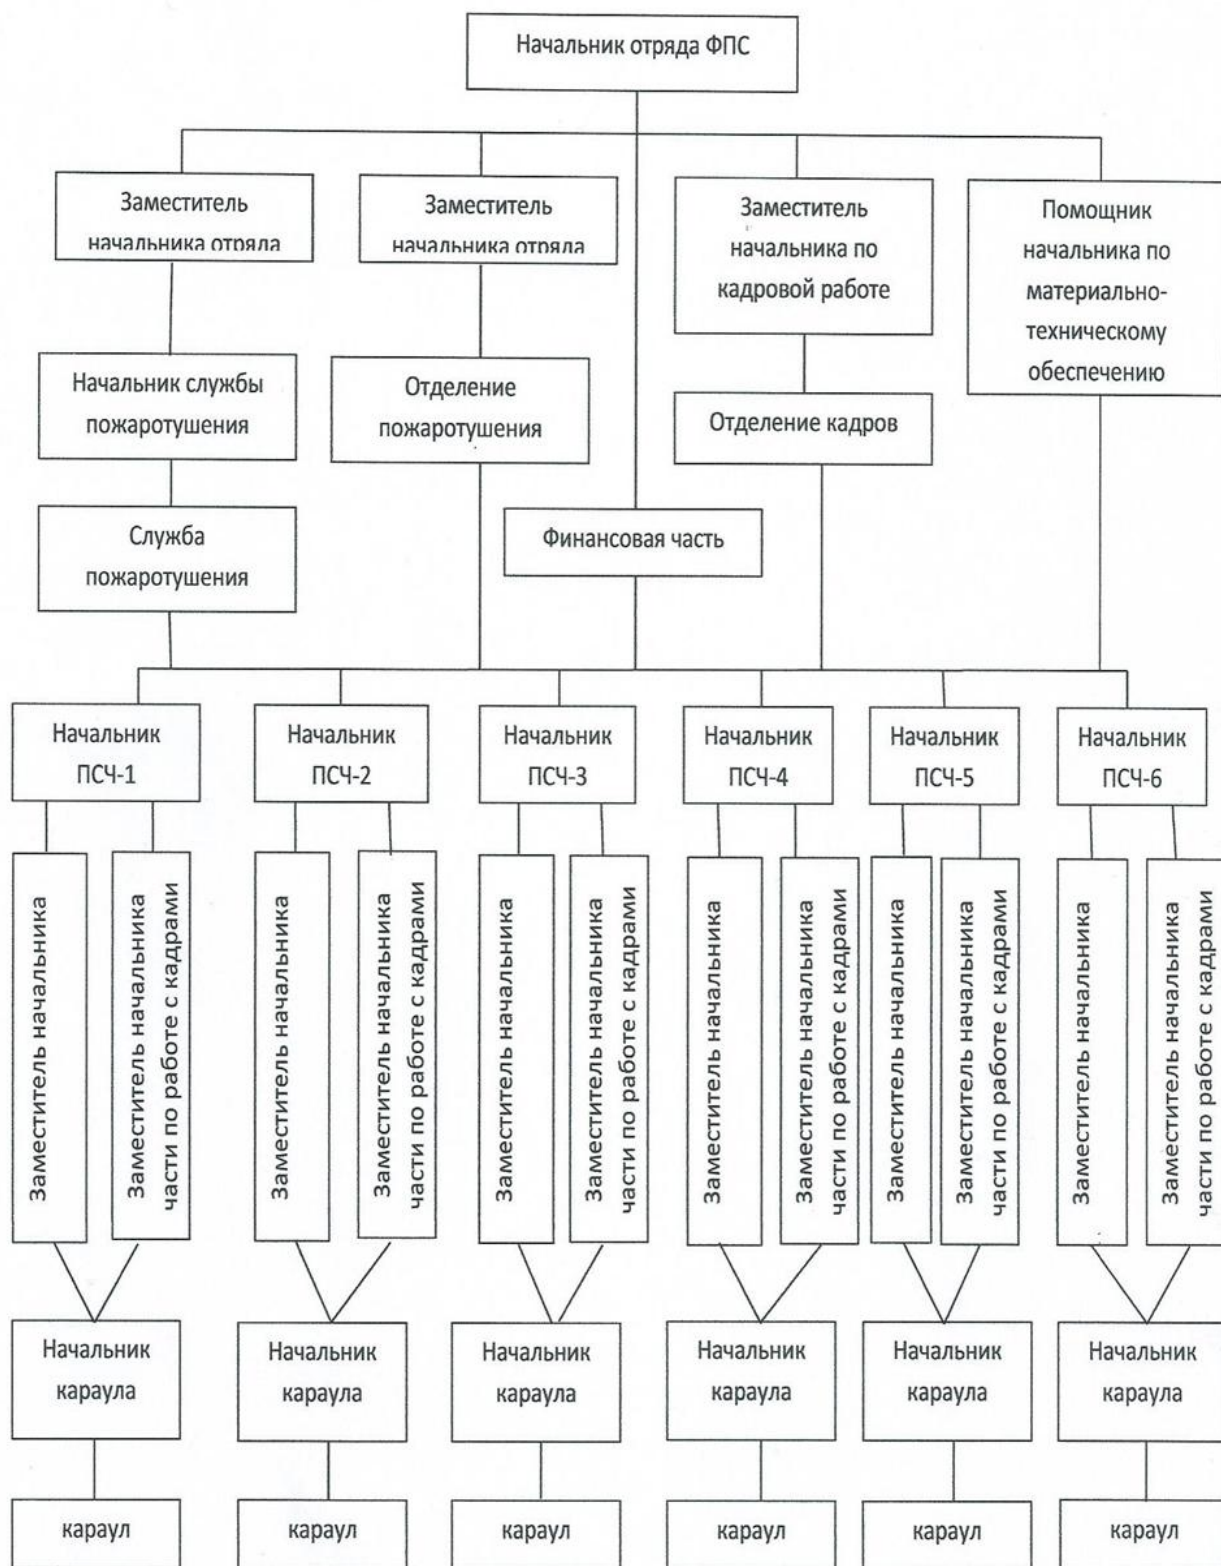 Начальник отряда ФПС
Заместитель
начальника отряда
Заместитель
начальника отряда
Заместитель
начальника по
кадровой работе
Помощник
начальника по
материально-
техническому
обеспечению
Начальник службы
пожаротушения
Отделение
пожаротушения
Отделение кадров
Служба
пожаротушения
Финансовая часть
Начальник
ПСЧ-1
Начальник
ПСЧ-2
Начальник
ПСЧ-3
Начальник
ПСЧ-4
Начальник
ПСЧ-5
Начальник
ПСЧ-6
Заместитель начальника
Заместитель начальника
части по работе с кадрами
Заместитель начальника
Заместитель начальника
части по работе с кадрами
Заместитель начальника
Заместитель начальника
части по работе с кадрами
Заместитель начальника
Заместитель начальника
части по работе с кадрами
Заместитель начальника
Заместитель начальника
части по работе с кадрами
Заместитель начальника
Заместитель начальника
части по работе с кадрами
Начальник
караула
Начальник
караула
Начальник
караула
Начальник
караула
Начальник
караула
Начальник
караула
караул
караул
караул
караул
караул
караул